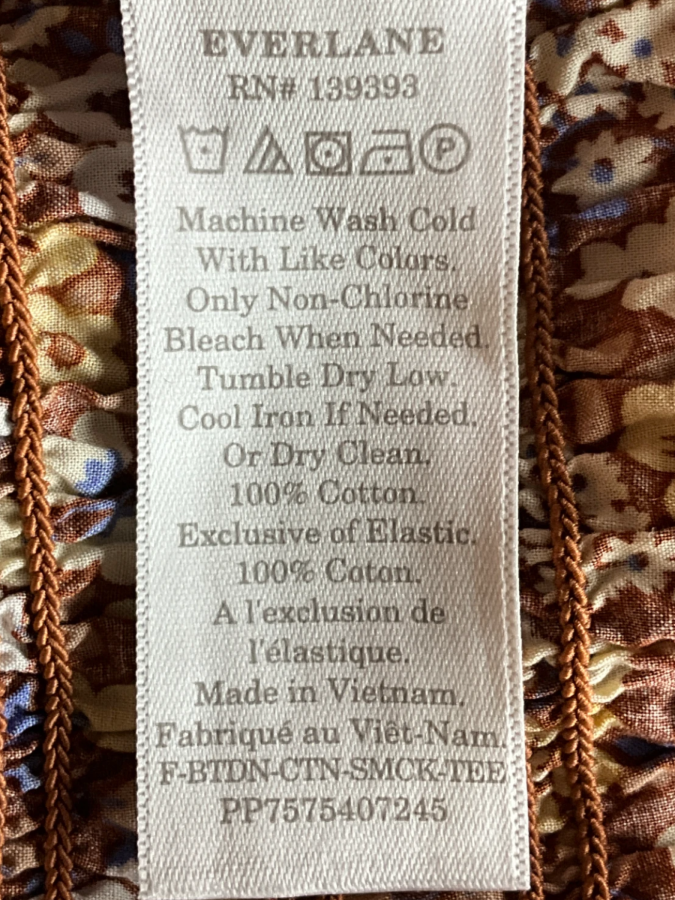 EVERLANE
RN# 139393
P
Machine Wash Cold
With Like Colors.
Only Non-Chlorine
Bleach When Needed.
Tumble Dry Low.
Cool Iron If Needed.
Or Dry Clean.
100% Cotton.
Exclusive of Elastic.
100% Coton.
A l'exclusion de
l'élastique.
Made in Vietnam.
Fabriqué au Viêt-Nam.
F-BTDN-CTN-SMCK-TEE
PP7575407245